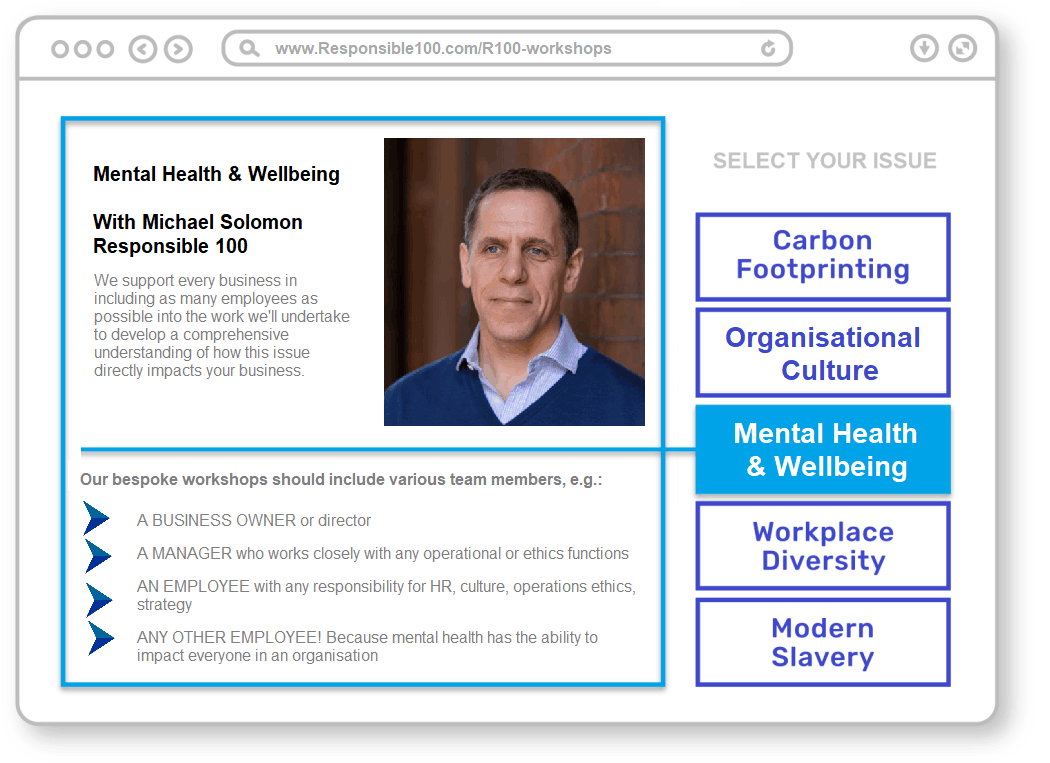 www.Responsible100.com/R100-workshops
Mental Health & Wellbeing
With Michael Solomon
Responsible 100
We support every business in
including as many employees as
possible into the work we'll undertake
to develop a comprehensive
understanding of how this issue
directly impacts your business.
Our bespoke workshops should include various team members, e.g.:
A BUSINESS OWNER or director
A MANAGER who works closely with any operational or ethics functions
AN EMPLOYEE with any responsibility for HR, culture, operations ethics,
strategy
ANY OTHER EMPLOYEE! Because mental health has the ability to
impact everyone in an organisation
SELECT YOUR ISSUE
Carbon
Footprinting
Organisational
Culture
Mental Health
& Wellbeing
Workplace
Diversity
Modern
Slavery